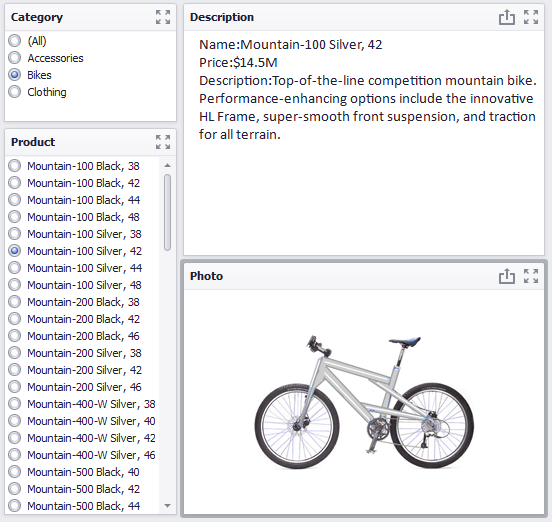 Category
(All)
Accessories
Bikes
Clothing
Product
Mountain-100 Black, 38
Mountain-100 Black, 42
Mountain-100 Black, 44
Mountain-100 Black, 48
Mountain-100 Silver, 38
Mountain-100 Silver, 42
Mountain-100 Silver, 44
Mountain-100 Silver, 48
Mountain-200 Black, 38
Mountain-200 Black, 42
Mountain-200 Black, 46
Mountain-200 Silver, 38
Mountain-200 Silver, 42
Mountain-200 Silver, 46
Mountain-400-W Silver, 38
Mountain-400-W Silver, 40
Mountain-400-W Silver, 42
Mountain-400-W Silver, 46
Mountain-500 Black, 40
Mountain-500 Black, 42
Mountain-500 Black, 44
Description
Name:Mountain-100 Silver, 42
Price:$14.5M
Description:Top-of-the-line competition mountain bike.
Performance-enhancing options include the innovative
HL Frame, super-smooth front suspension, and traction
for all terrain.
Photo